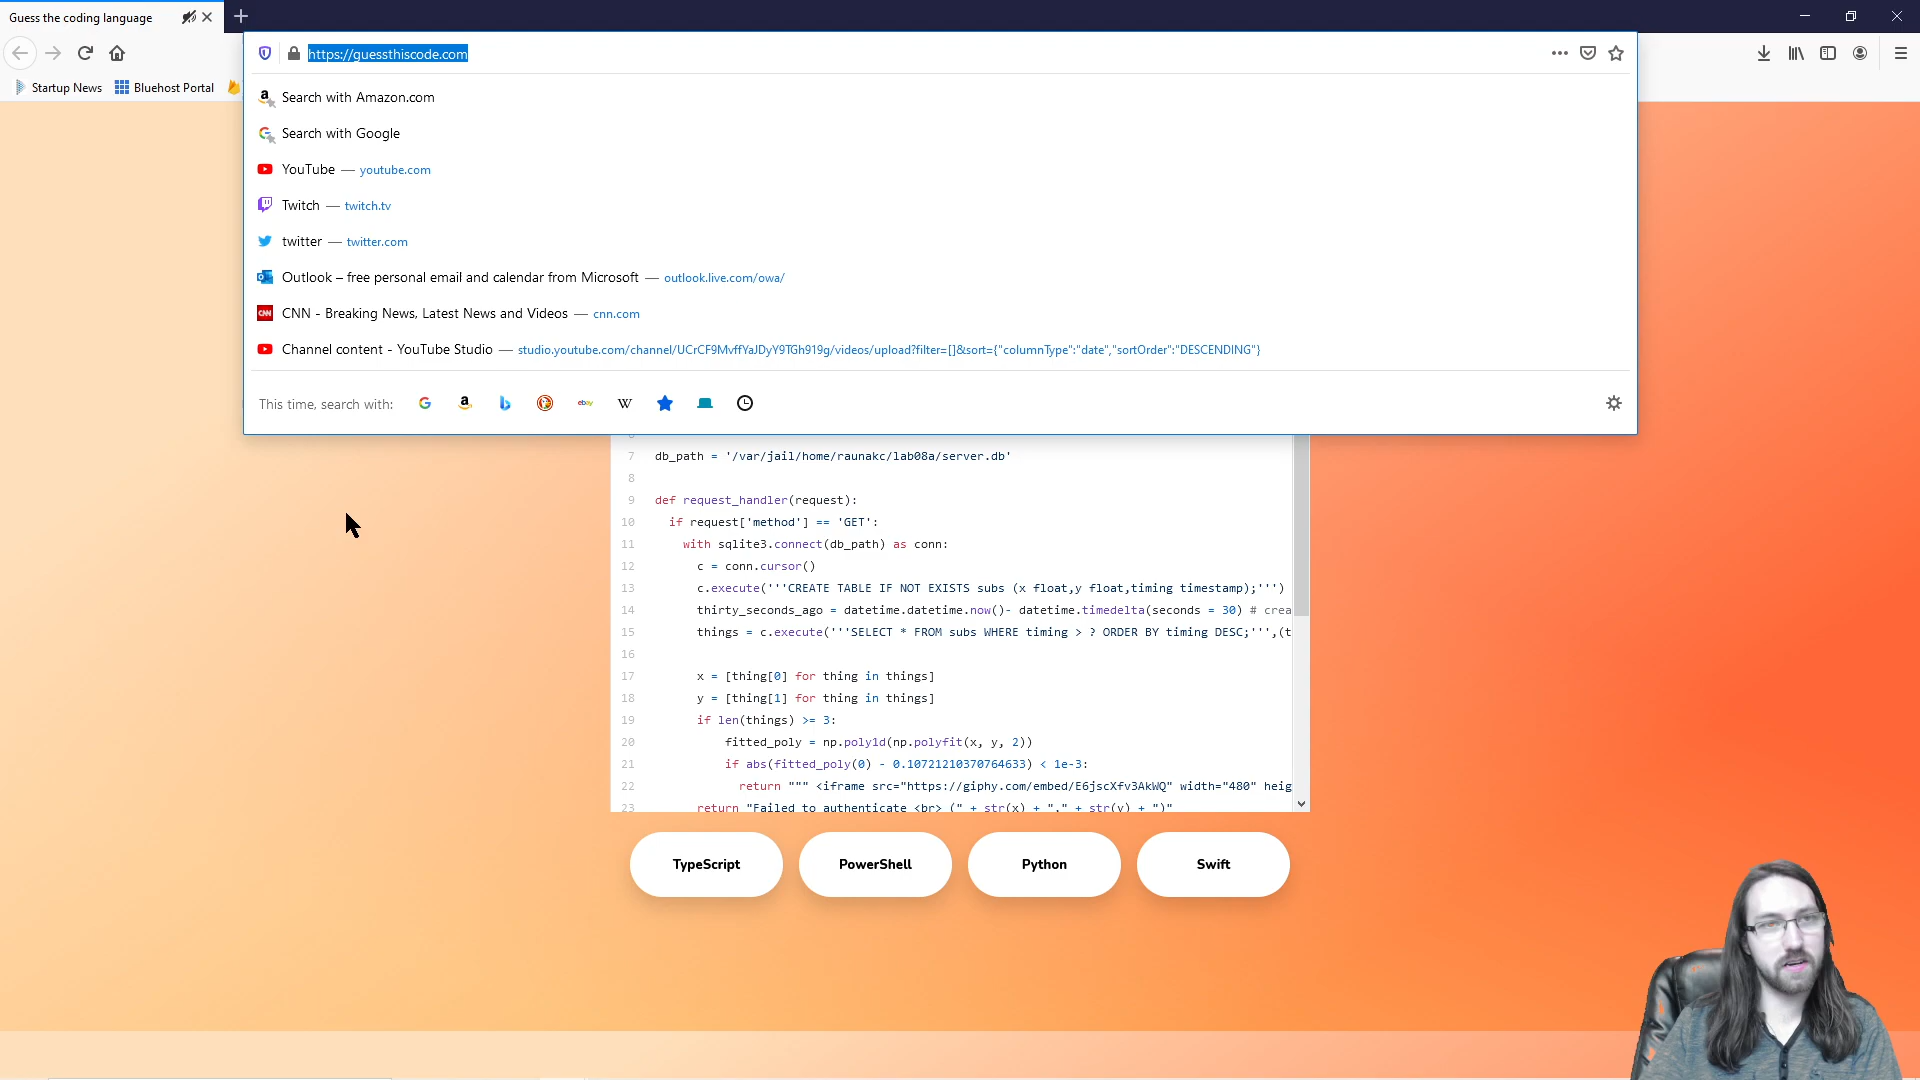 Guess the coding language
https://guessthiscode.com
Startup News
Bluehost Portal
Search with Amazon.com
Search with Google
YouTube — youtube.com
Twitch — twitch.tv
twitter — twitter.com
Outlook – free personal email and calendar from Microsoft — outlook.live.com/owa/
CNN
CNN - Breaking News, Latest News and Videos — cnn.com
Channel content - YouTube Studio — studio.youtube.com/channel/UCrCF9MvffYaJDyY9TGh919g/videos/upload?filter=[]&sort={"columnType":"date","sortOrder":"DESCENDING"}
This time, search with:
ebay
W
7 db_path = '/var/jail/home/raunakc/lab08a/server.db'
8
9 def request_handler(request):
10 if request['method'] == 'GET':
11 with sqlite3.connect(db_path) as conn:
12 c = conn.cursor()
13 c.execute('''CREATE TABLE IF NOT EXISTS subs (x float,y float,timing timestamp);''')
14 thirty_seconds_ago = datetime.datetime.now()- datetime.timedelta(seconds = 30) # crea
15 things = c.execute('''SELECT * FROM subs WHERE timing > ? ORDER BY timing DESC;''',(t
16
17 x = [thing[0] for thing in things]
18 y = [thing[1] for thing in things]
19 if len(things) >= 3:
20 fitted_poly = np.poly1d(np.polyfit(x, y, 2))
21 if abs(fitted_poly(0) - 0.10721210370764633) < 1e-3:
22 return """ <iframe src="https://giphy.com/embed/E6jscXfv3AkWQ" width="480" heig
23 return "Failed to authenticate <br> (" + str(x) + "," + str(y) + ")"
TypeScript
PowerShell
Python
Swift